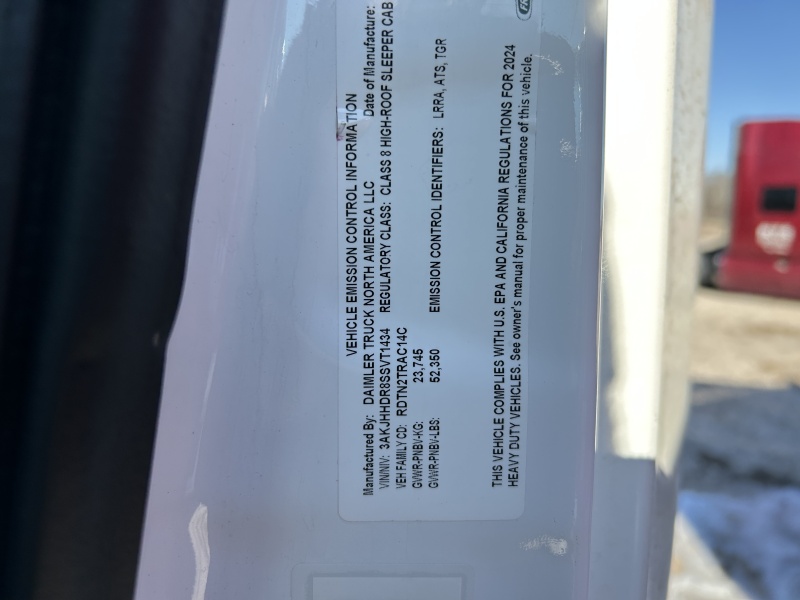 VEHICLE EMISSION CONTROL INFORMATION
Manufactured By: DAIMLER TRUCK NORTH AMERICA LLC Date of Manufacture:
VIN/NIV: 3AKJHHDR8SSVT1434 REGULATORY CLASS: CLASS 8 HIGH-ROOF SLEEPER CAB
VEH FAMILY CD: RDTN2TRAC14C
GVWR-PNBV-KG: 23,745
GVWR-PNBV-LBS: 52,350 EMISSION CONTROL IDENTIFIERS: LRRA, ATS, TGR
THIS VEHICLE COMPLIES WITH U.S. EPA AND CALIFORNIA REGULATIONS FOR 2024
HEAVY DUTY VEHICLES. See owner's manual for proper maintenance of this vehicle.